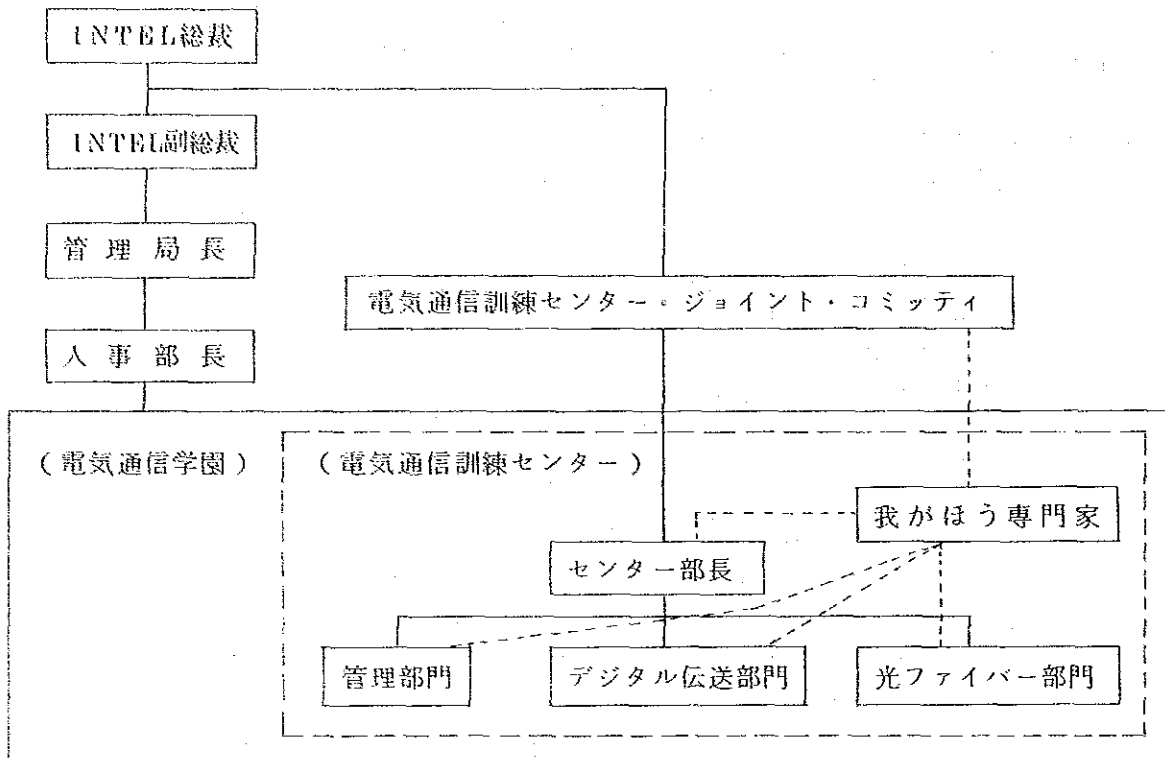 INTEL総裁
INTEL副総裁
管理局長
電気通信訓練センター・ジョイント・コミッティ
人事部長
(電気通信学園)
(電気通信訓練センター)
我がほう専門家
センター部長
管理部門
デジタル伝送部門
光ファイバー部門